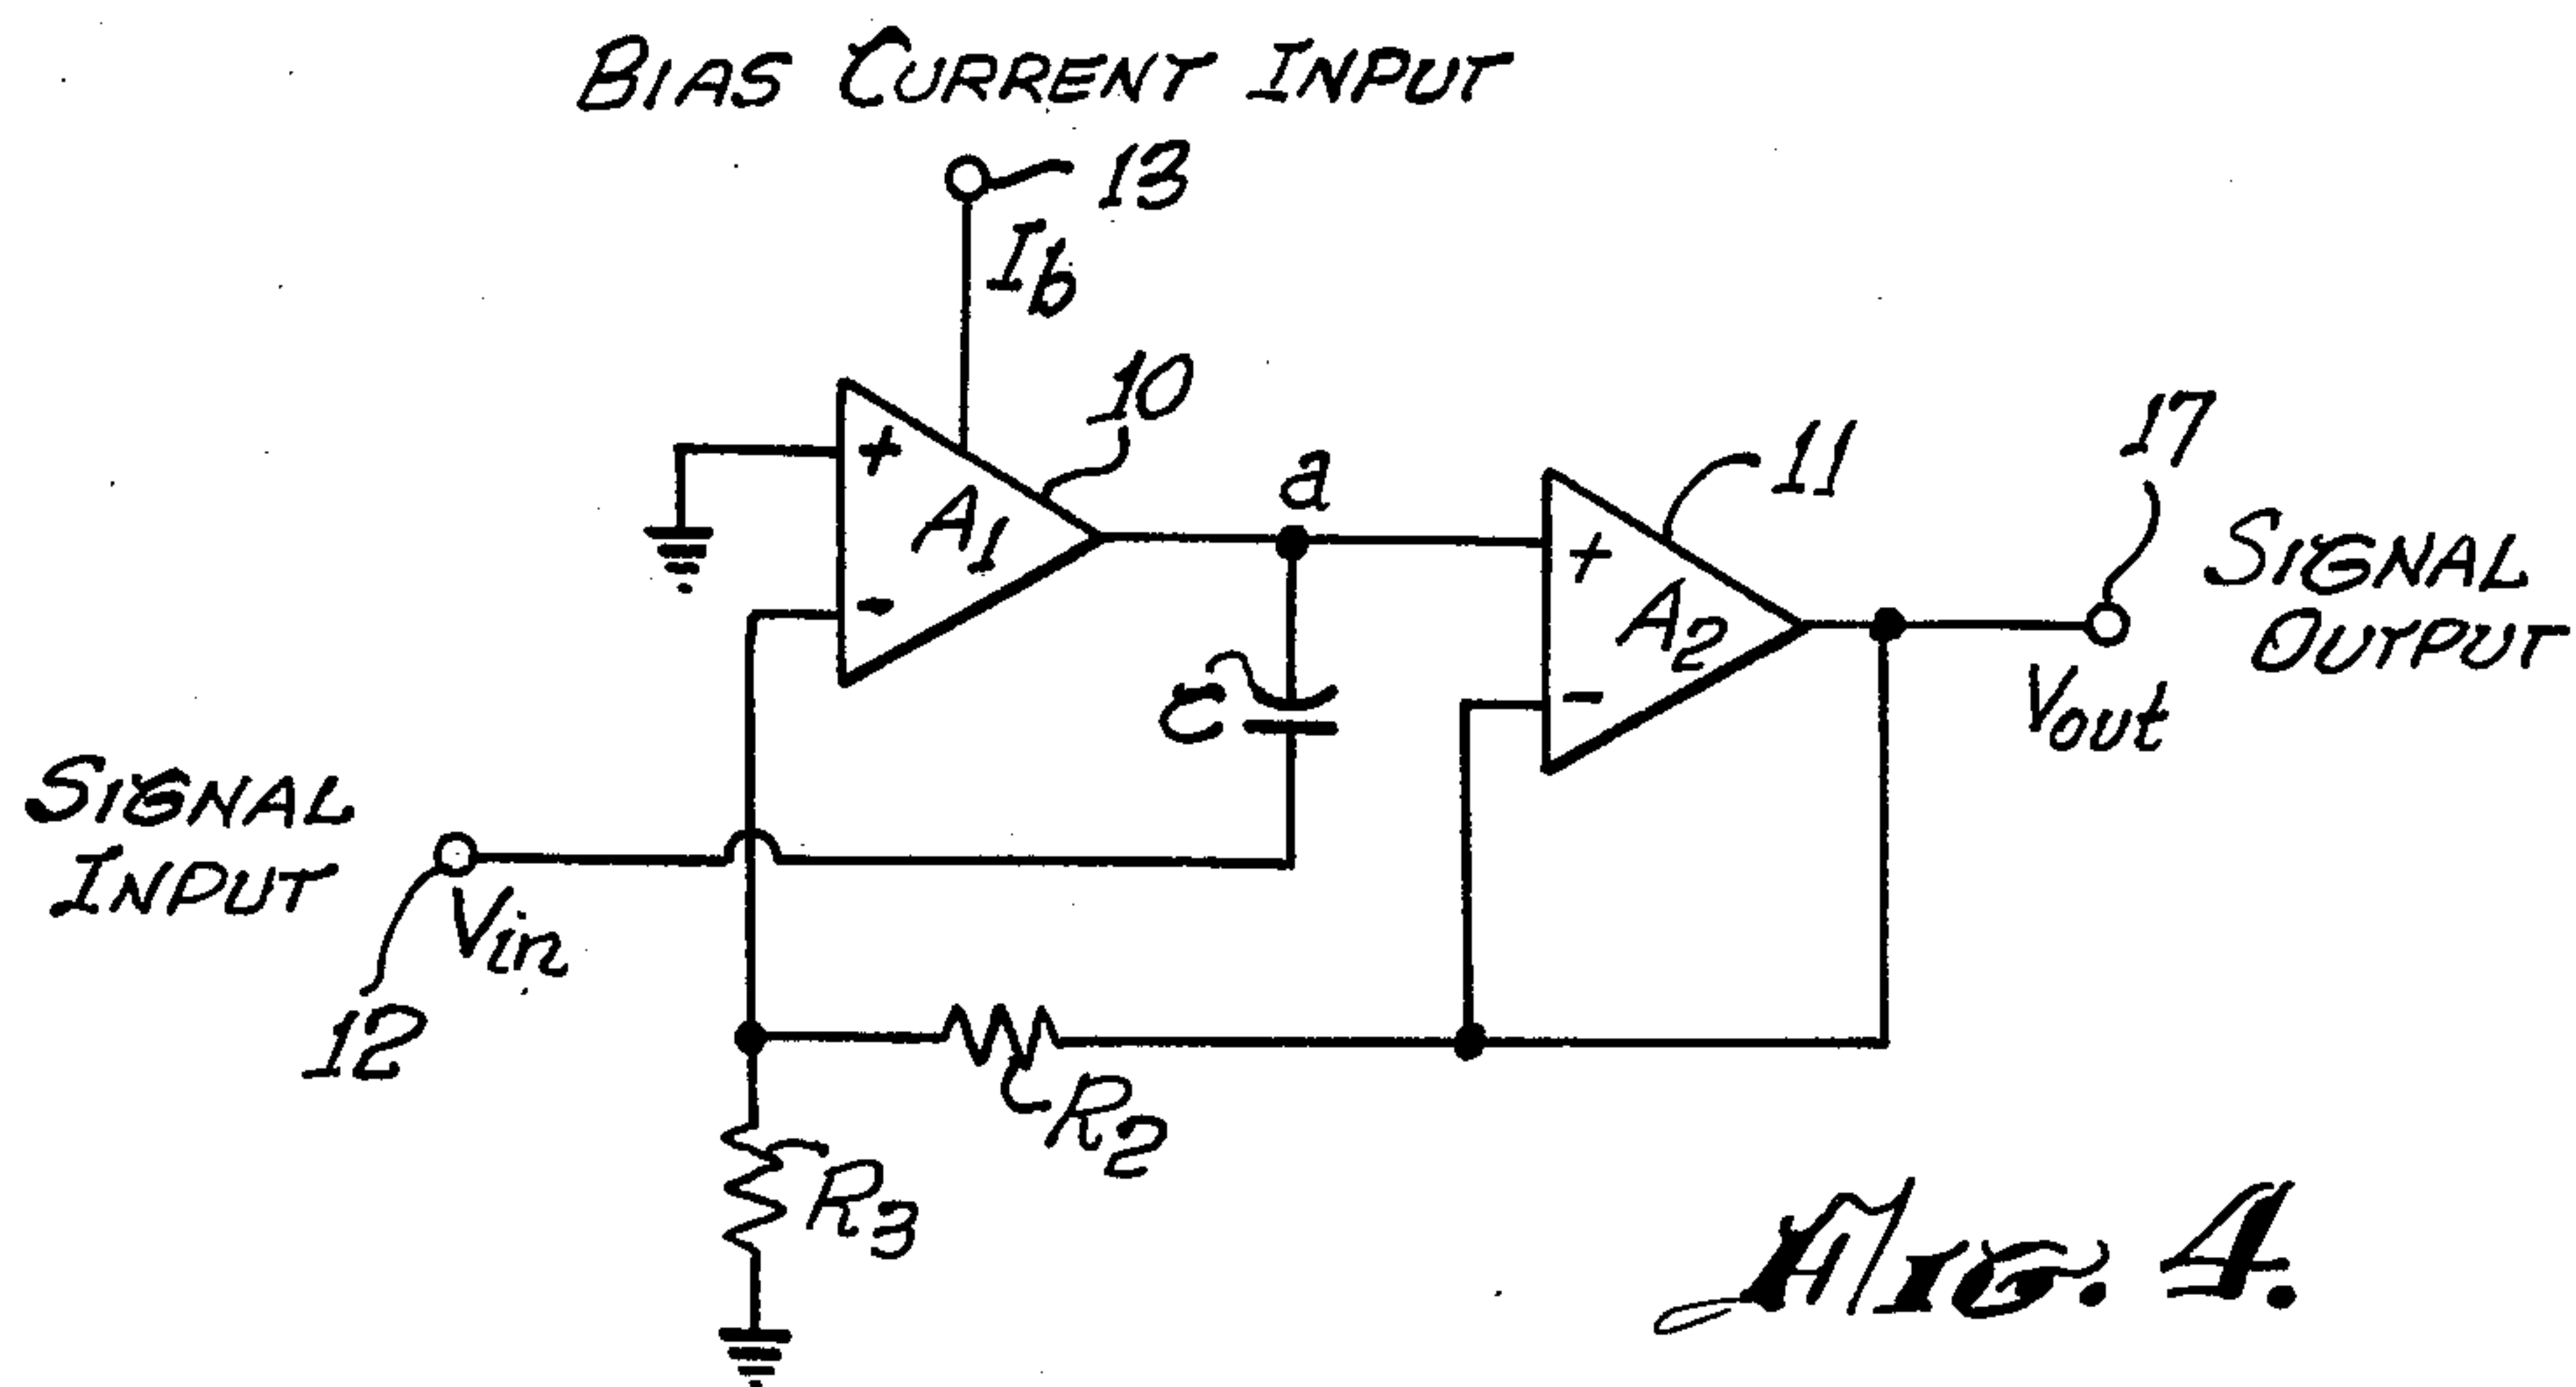 BIAS CURRENT INPUT
13
Ib
10
+
A1
-
a
11
+
A2
-
17
SIGNAL
OUTPUT
Vout
C
SIGNAL
INPUT
Vin
12
R2
R3
FIG. 4.